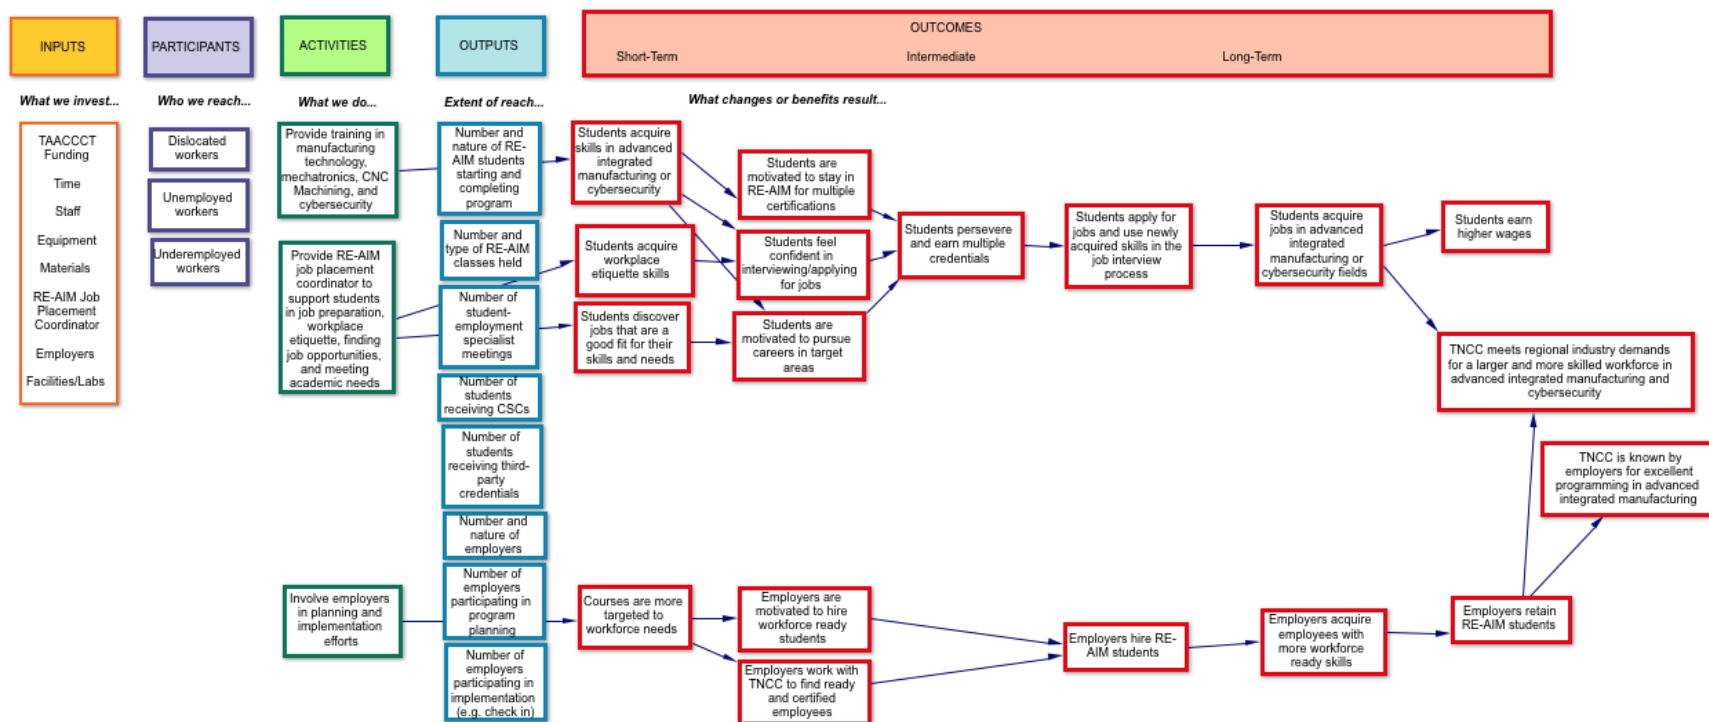 INPUTS
PARTICIPANTS
ACTIVITIES
OUTPUTS
OUTCOMES
Short-Term
Intermediate
Long-Term
What we invest...
Who we reach...
What we do...
Extent of reach...
What changes or benefits result...
TAACCCT
Funding
Time
Staff
Equipment
Materials
RE-AIM Job
Placement
Coordinator
Employers
Facilities/Labs
Dislocated
workers
Unemployed
workers
Underemployed
workers
Provide training in
manufacturing
technology,
mechatronics, CNC
Machining, and
cybersecurity
Provide RE-AIM
job placement
coordinator to
support students
in job preparation,
workplace
etiquette, finding
job opportunities,
and meeting
academic needs
Involve employers
in planning and
implementation
efforts
Number and
nature of RE-
AIM students
starting and
completing
program
Number and
type of RE-AIM
classes held
Number of
student-
employment
specialist
meetings
Number of
students
receiving CSCs
Number of
students
receiving third-
party
credentials
Number and
nature of
employers
Number of
employers
participating in
program
planning
Number of
employers
participating in
implementation
(e.g. check in)
Students acquire
skills in advanced
integrated
manufacturing or
cybersecurity
Students acquire
workplace
etiquette skills
Students discover
jobs that are a
good fit for their
skills and needs
Courses are more
targeted to
workforce needs
Students are
motivated to stay in
RE-AIM for multiple
certifications
Students feel
confident in
interviewing/applying
for jobs
Students are
motivated to pursue
careers in target
areas
Employers are
motivated to hire
workforce ready
students
Employers work with
TNCC to find ready
and certified
employees
Students persevere
and earn multiple
credentials
Students apply for
jobs and use newly
acquired skills in the
job interview
process
Employers hire RE-
AIM students
Students acquire
jobs in advanced
integrated
manufacturing or
cybersecurity fields
Employers acquire
employees with
more workforce
ready skills
Students earn
higher wages
TNCC meets regional industry demands
for a larger and more skilled workforce in
advanced integrated manufacturing and
cybersecurity
TNCC is known by
employers for excellent
programming in advanced
integrated manufacturing
Employers retain
RE-AIM students